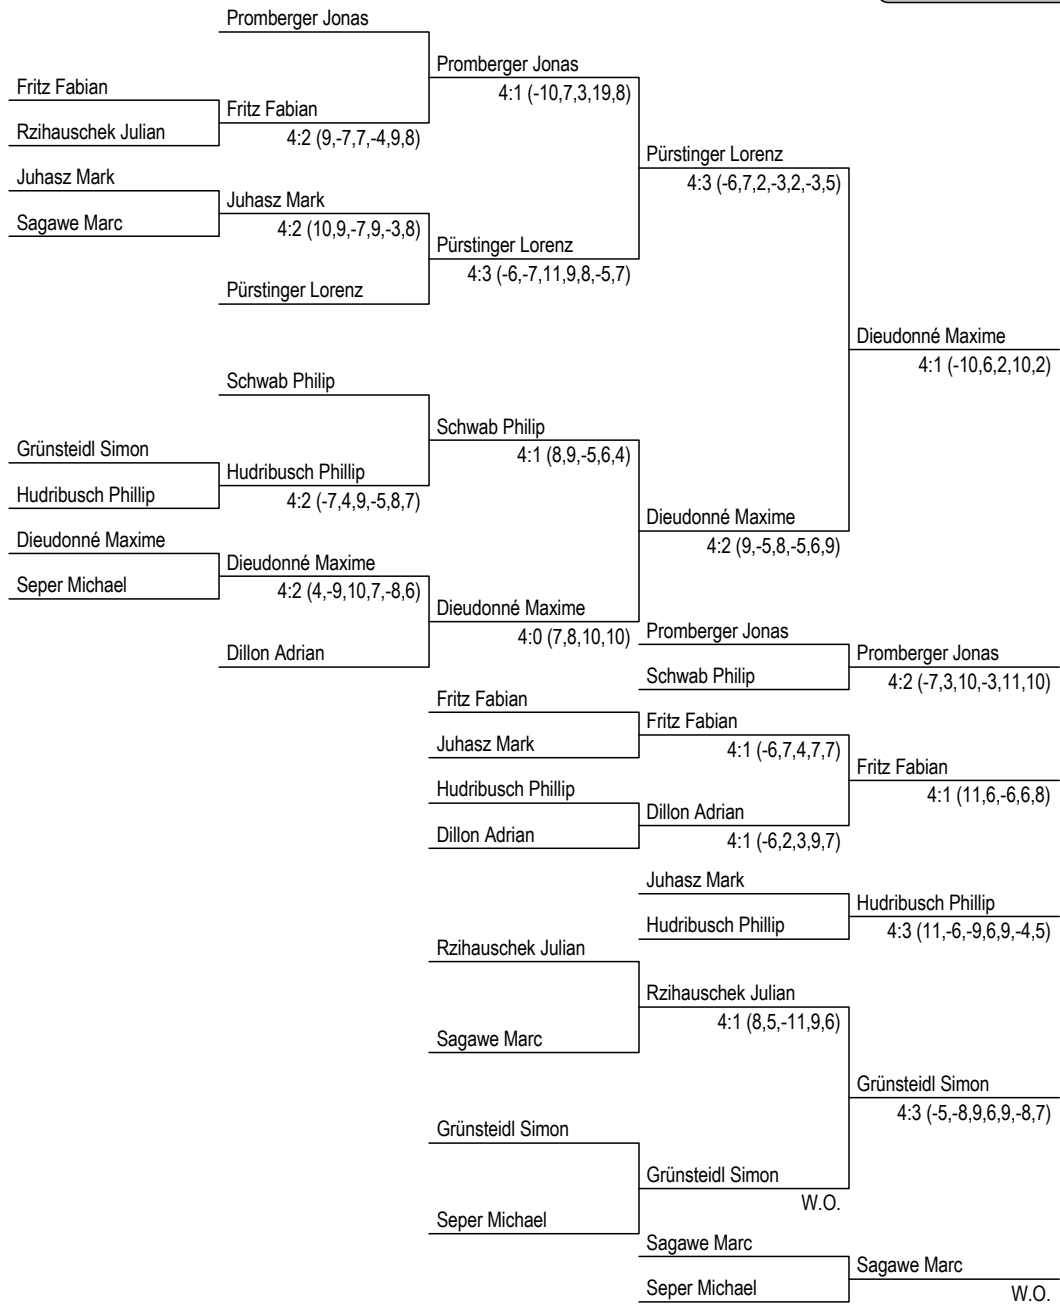 Promberger Jonas
Promberger Jonas
Fritz Fabian
4:1 (-10,7,3,19,8)
Fritz Fabian
Rzihauschek Julian
4:2 (9,-7,7,-4,9,8)
Pürstinger Lorenz
Juhasz Mark
4:3 (-6,7,2,-3,2,-3,5)
Juhasz Mark
Sagawe Marc
4:2 (10,9,-7,9,-3,8)
Pürstinger Lorenz
4:3 (-6,-7,11,9,8,-5,7)
Pürstinger Lorenz
Dieudonné Maxime
4:1 (-10,6,2,10,2)
Schwab Philip
Schwab Philip
Grünsteidl Simon
4:1 (8,9,-5,6,4)
Hudribusch Phillip
Hudribusch Phillip
4:2 (-7,4,9,-5,8,7)
Dieudonné Maxime
Dieudonné Maxime
4:2 (9,-5,8,-5,6,9)
Dieudonné Maxime
Seper Michael
4:2 (4,-9,10,7,-8,6)
Dieudonné Maxime
4:0 (7,8,10,10)
Promberger Jonas
Dillon Adrian
Promberger Jonas
Schwab Philip
4:2 (-7,3,10,-3,11,10)
Fritz Fabian
Fritz Fabian
Juhasz Mark
4:1 (-6,7,4,7,7)
Fritz Fabian
Hudribusch Phillip
4:1 (11,6,-6,6,8)
Dillon Adrian
Dillon Adrian
4:1 (-6,2,3,9,7)
Juhasz Mark
Hudribusch Phillip
Hudribusch Phillip
4:3 (11,-6,-9,6,9,-4,5)
Rzihauschek Julian
Rzihauschek Julian
4:1 (8,5,-11,9,6)
Sagawe Marc
Grünsteidl Simon
4:3 (-5,-8,9,6,9,-8,7)
Grünsteidl Simon
Grünsteidl Simon
W.O.
Seper Michael
Sagawe Marc
Sagawe Marc
Seper Michael
W.O.